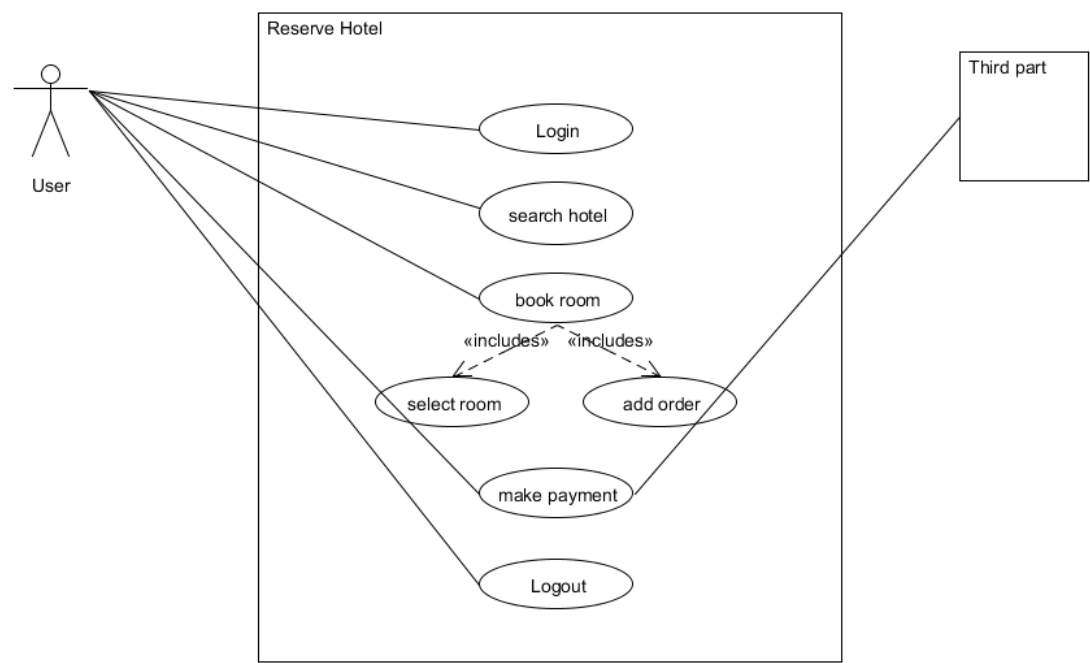 Reserve Hotel
Third part
Login
User
search hotel
book room
«includes» «includes»
select room
add order
make payment
Logout